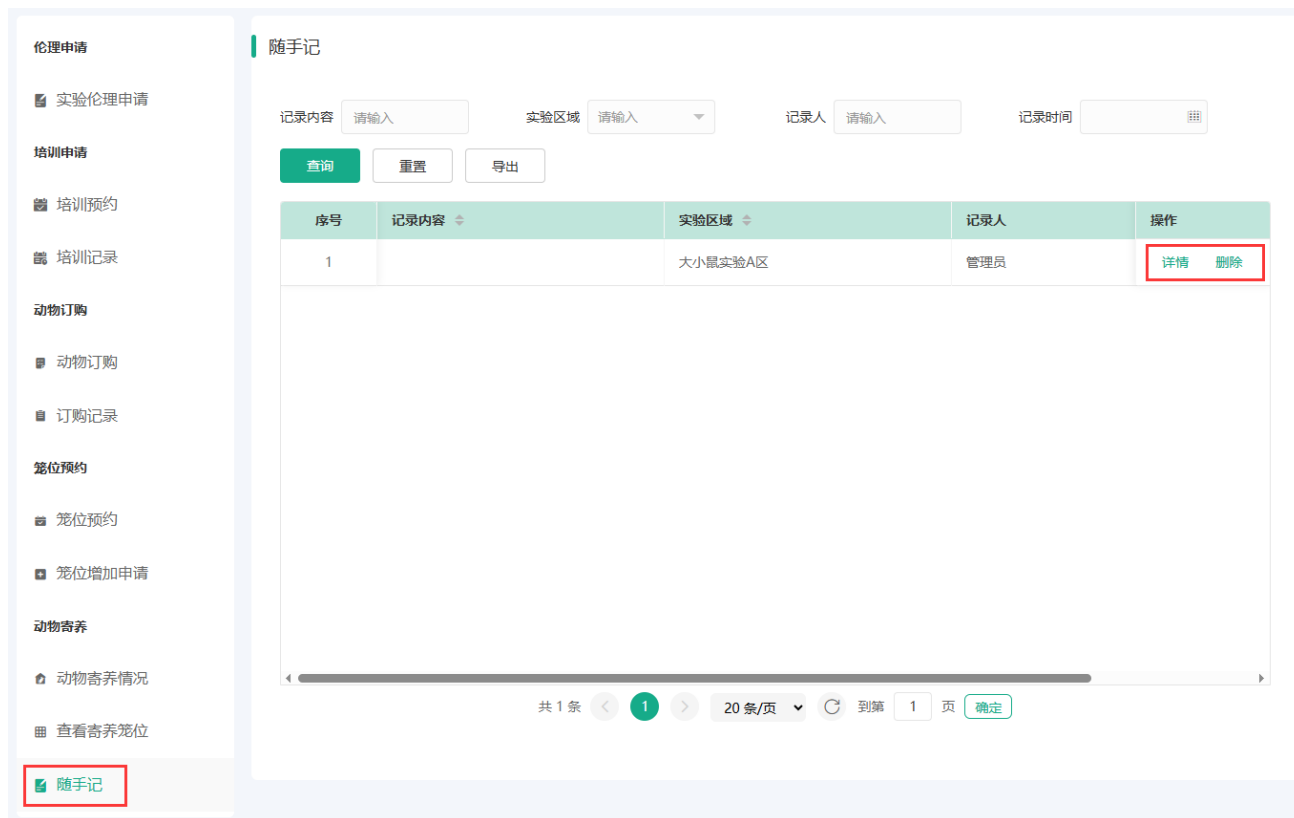 伦理申请
实验伦理申请
培训申请
培训预约
培训记录
动物订购
动物订购
订购记录
笼位预约
笼位预约
笼位增加申请
动物寄养
动物寄养情况
查看寄养笼位
随手记
随手记
记录内容 请输入 实验区域 请输入 记录人 请输入 记录时间
查询 重置 导出
序号 记录内容 实验区域 记录人 操作
1 大小鼠实验A区 管理员 详情 删除
共 1 条 1 20 条/页 到第 1 页 确定